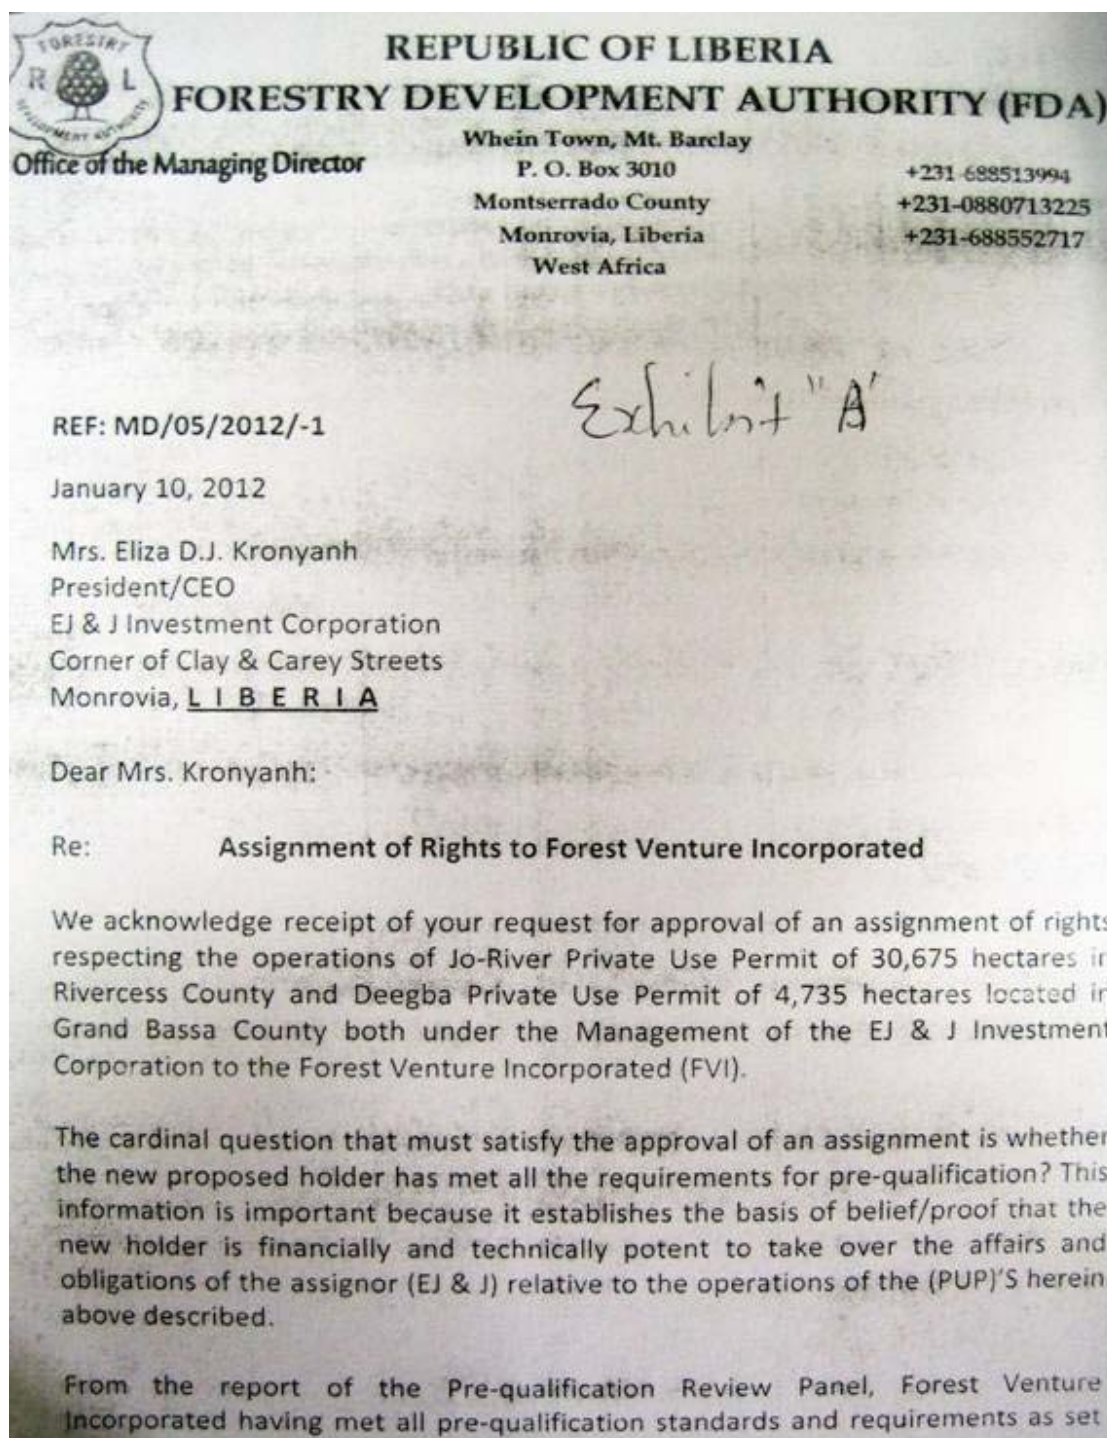 FORESTRY
R L
DEVELOPMENT AUTHORITY
REPUBLIC OF LIBERIA
FORESTRY DEVELOPMENT AUTHORITY (FDA)
Office of the Managing Director
Whein Town, Mt. Barclay
P. O. Box 3010
Montserrado County
Monrovia, Liberia
West Africa
+231-688513994
+231-0880713225
+231-688552717
Exhibit "A"
REF: MD/05/2012/-1
January 10, 2012
Mrs. Eliza D.J. Kronyanh
President/CEO
EJ & J Investment Corporation
Corner of Clay & Carey Streets
Monrovia, L I B E R I A
Dear Mrs. Kronyanh:
Re: Assignment of Rights to Forest Venture Incorporated
We acknowledge receipt of your request for approval of an assignment of rights
respecting the operations of Jo-River Private Use Permit of 30,675 hectares in
Rivercess County and Deegba Private Use Permit of 4,735 hectares located in
Grand Bassa County both under the Management of the EJ & J Investment
Corporation to the Forest Venture Incorporated (FVI).
The cardinal question that must satisfy the approval of an assignment is whether
the new proposed holder has met all the requirements for pre-qualification? This
information is important because it establishes the basis of belief/proof that the
new holder is financially and technically potent to take over the affairs and
obligations of the assignor (EJ & J) relative to the operations of the (PUP)'S herein
above described.
From the report of the Pre-qualification Review Panel, Forest Venture
Incorporated having met all pre-qualification standards and requirements as set